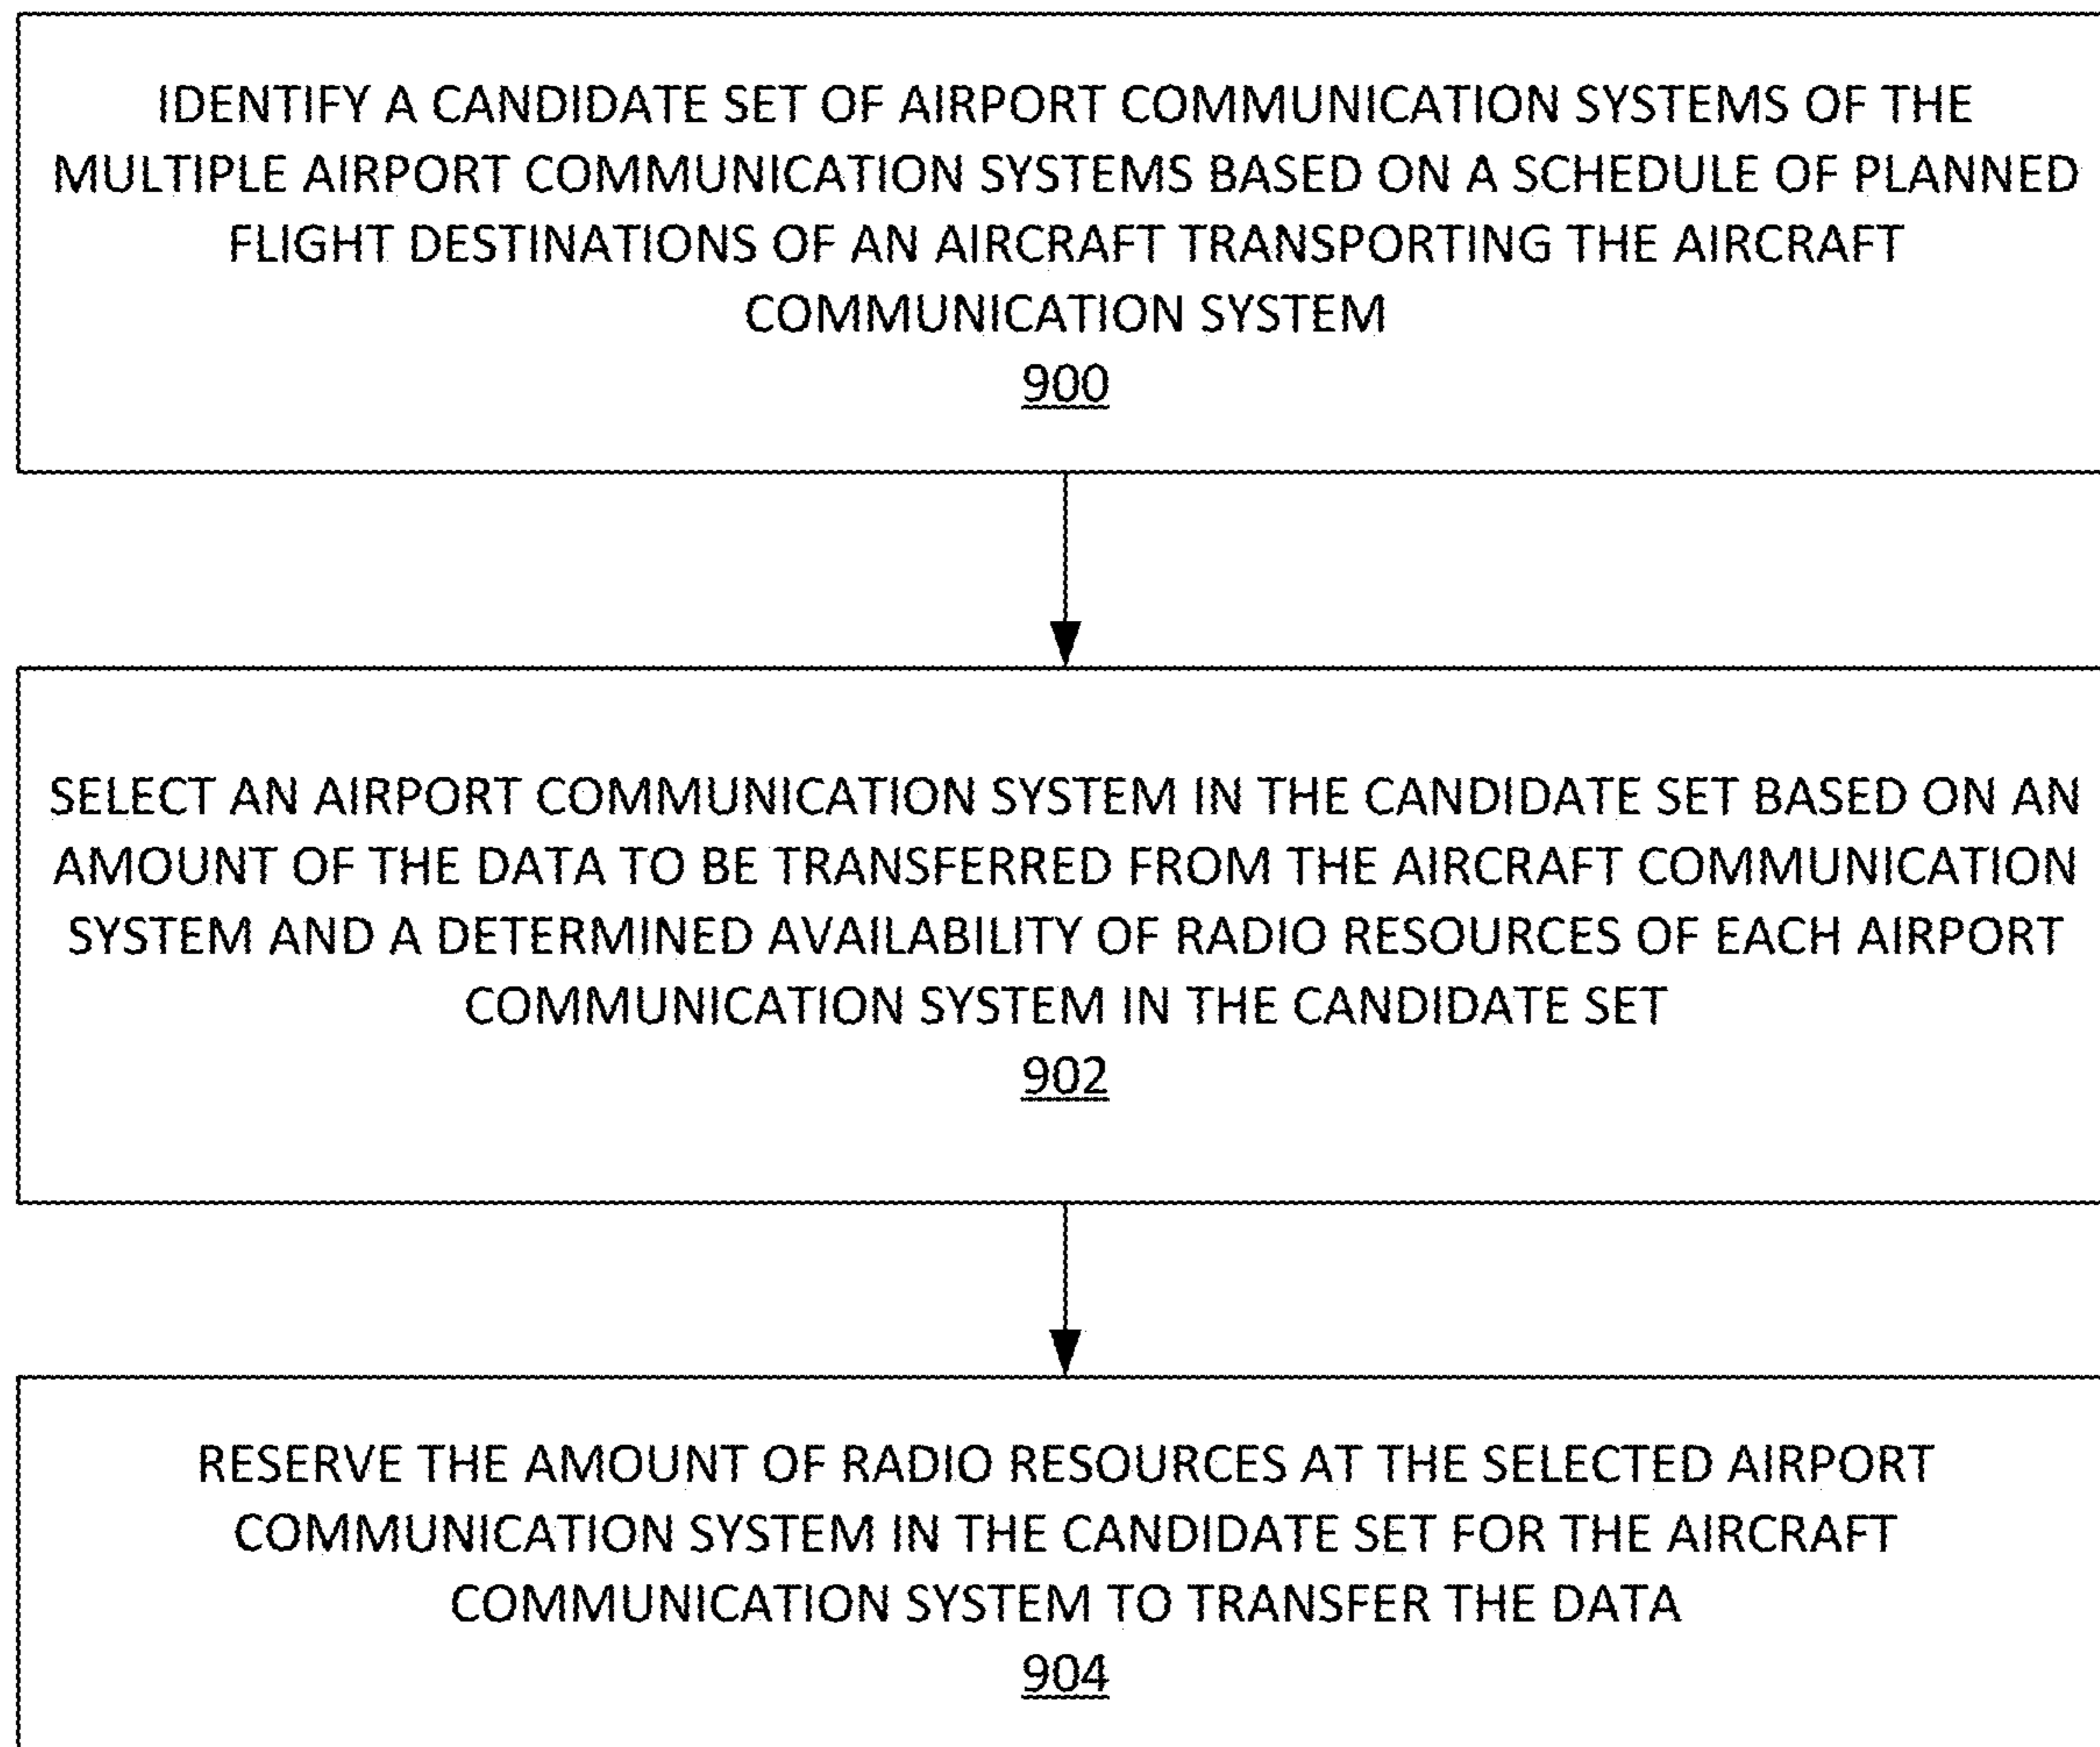 IDENTIFY A CANDIDATE SET OF AIRPORT COMMUNICATION SYSTEMS OF THE
MULTIPLE AIRPORT COMMUNICATION SYSTEMS BASED ON A SCHEDULE OF PLANNED
FLIGHT DESTINATIONS OF AN AIRCRAFT TRANSPORTING THE AIRCRAFT
COMMUNICATION SYSTEM
900
SELECT AN AIRPORT COMMUNICATION SYSTEM IN THE CANDIDATE SET BASED ON AN
AMOUNT OF THE DATA TO BE TRANSFERRED FROM THE AIRCRAFT COMMUNICATION
SYSTEM AND A DETERMINED AVAILABILITY OF RADIO RESOURCES OF EACH AIRPORT
COMMUNICATION SYSTEM IN THE CANDIDATE SET
902
RESERVE THE AMOUNT OF RADIO RESOURCES AT THE SELECTED AIRPORT
COMMUNICATION SYSTEM IN THE CANDIDATE SET FOR THE AIRCRAFT
COMMUNICATION SYSTEM TO TRANSFER THE DATA
904